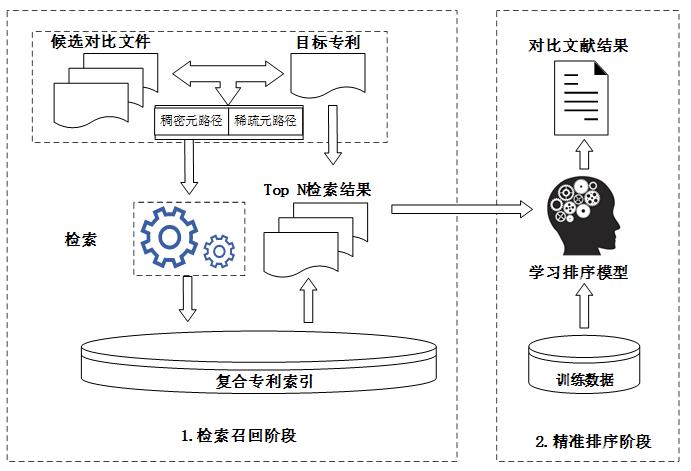 候选对比文件
目标专利
稠密元路径
稀疏元路径
Top N检索结果
检索
复合专利索引
1.检索召回阶段
对比文献结果
学习排序模型
训练数据
2.精准排序阶段